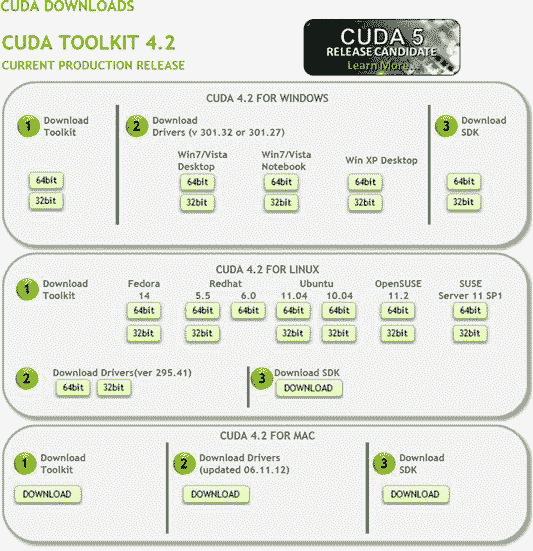 CUDA DOWNLOADS
CUDA TOOLKIT 4.2
CURRENT PRODUCTION RELEASE
CUDA 5
RELEASE CANDIDATE
Learn More
CUDA 4.2 FOR WINDOWS
1 Download
Toolkit
64bit
32bit
2 Download
Drivers (v 301.32 or 301.27)
Win7/Vista
Desktop
64bit
32bit
Win7/Vista
Notebook
64bit
32bit
Win XP Desktop
64bit
32bit
3 Download
SDK
64bit
32bit
CUDA 4.2 FOR LINUX
1 Download
Toolkit
Fedora Redhat Ubuntu OpenSUSE SUSE
14 5.5 6.0 11.04 10.04 11.2 Server 11 SP1
64bit 64bit 64bit 64bit 64bit 64bit 64bit
32bit 32bit 32bit 32bit 32bit 32bit
2 Download Drivers(ver 295.41)
64bit 32bit
3 Download SDK
DOWNLOAD
CUDA 4.2 FOR MAC
1 Download
Toolkit
DOWNLOAD
2 Download Drivers
(updated 06.11.12)
DOWNLOAD
3 Download
SDK
DOWNLOAD